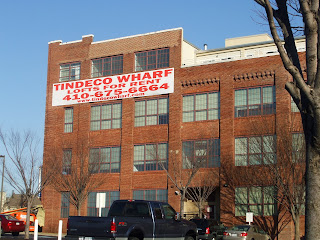 TINDECO WHARF
LOFTS FOR RENT
410-675-6664
www.tindecowharf.com